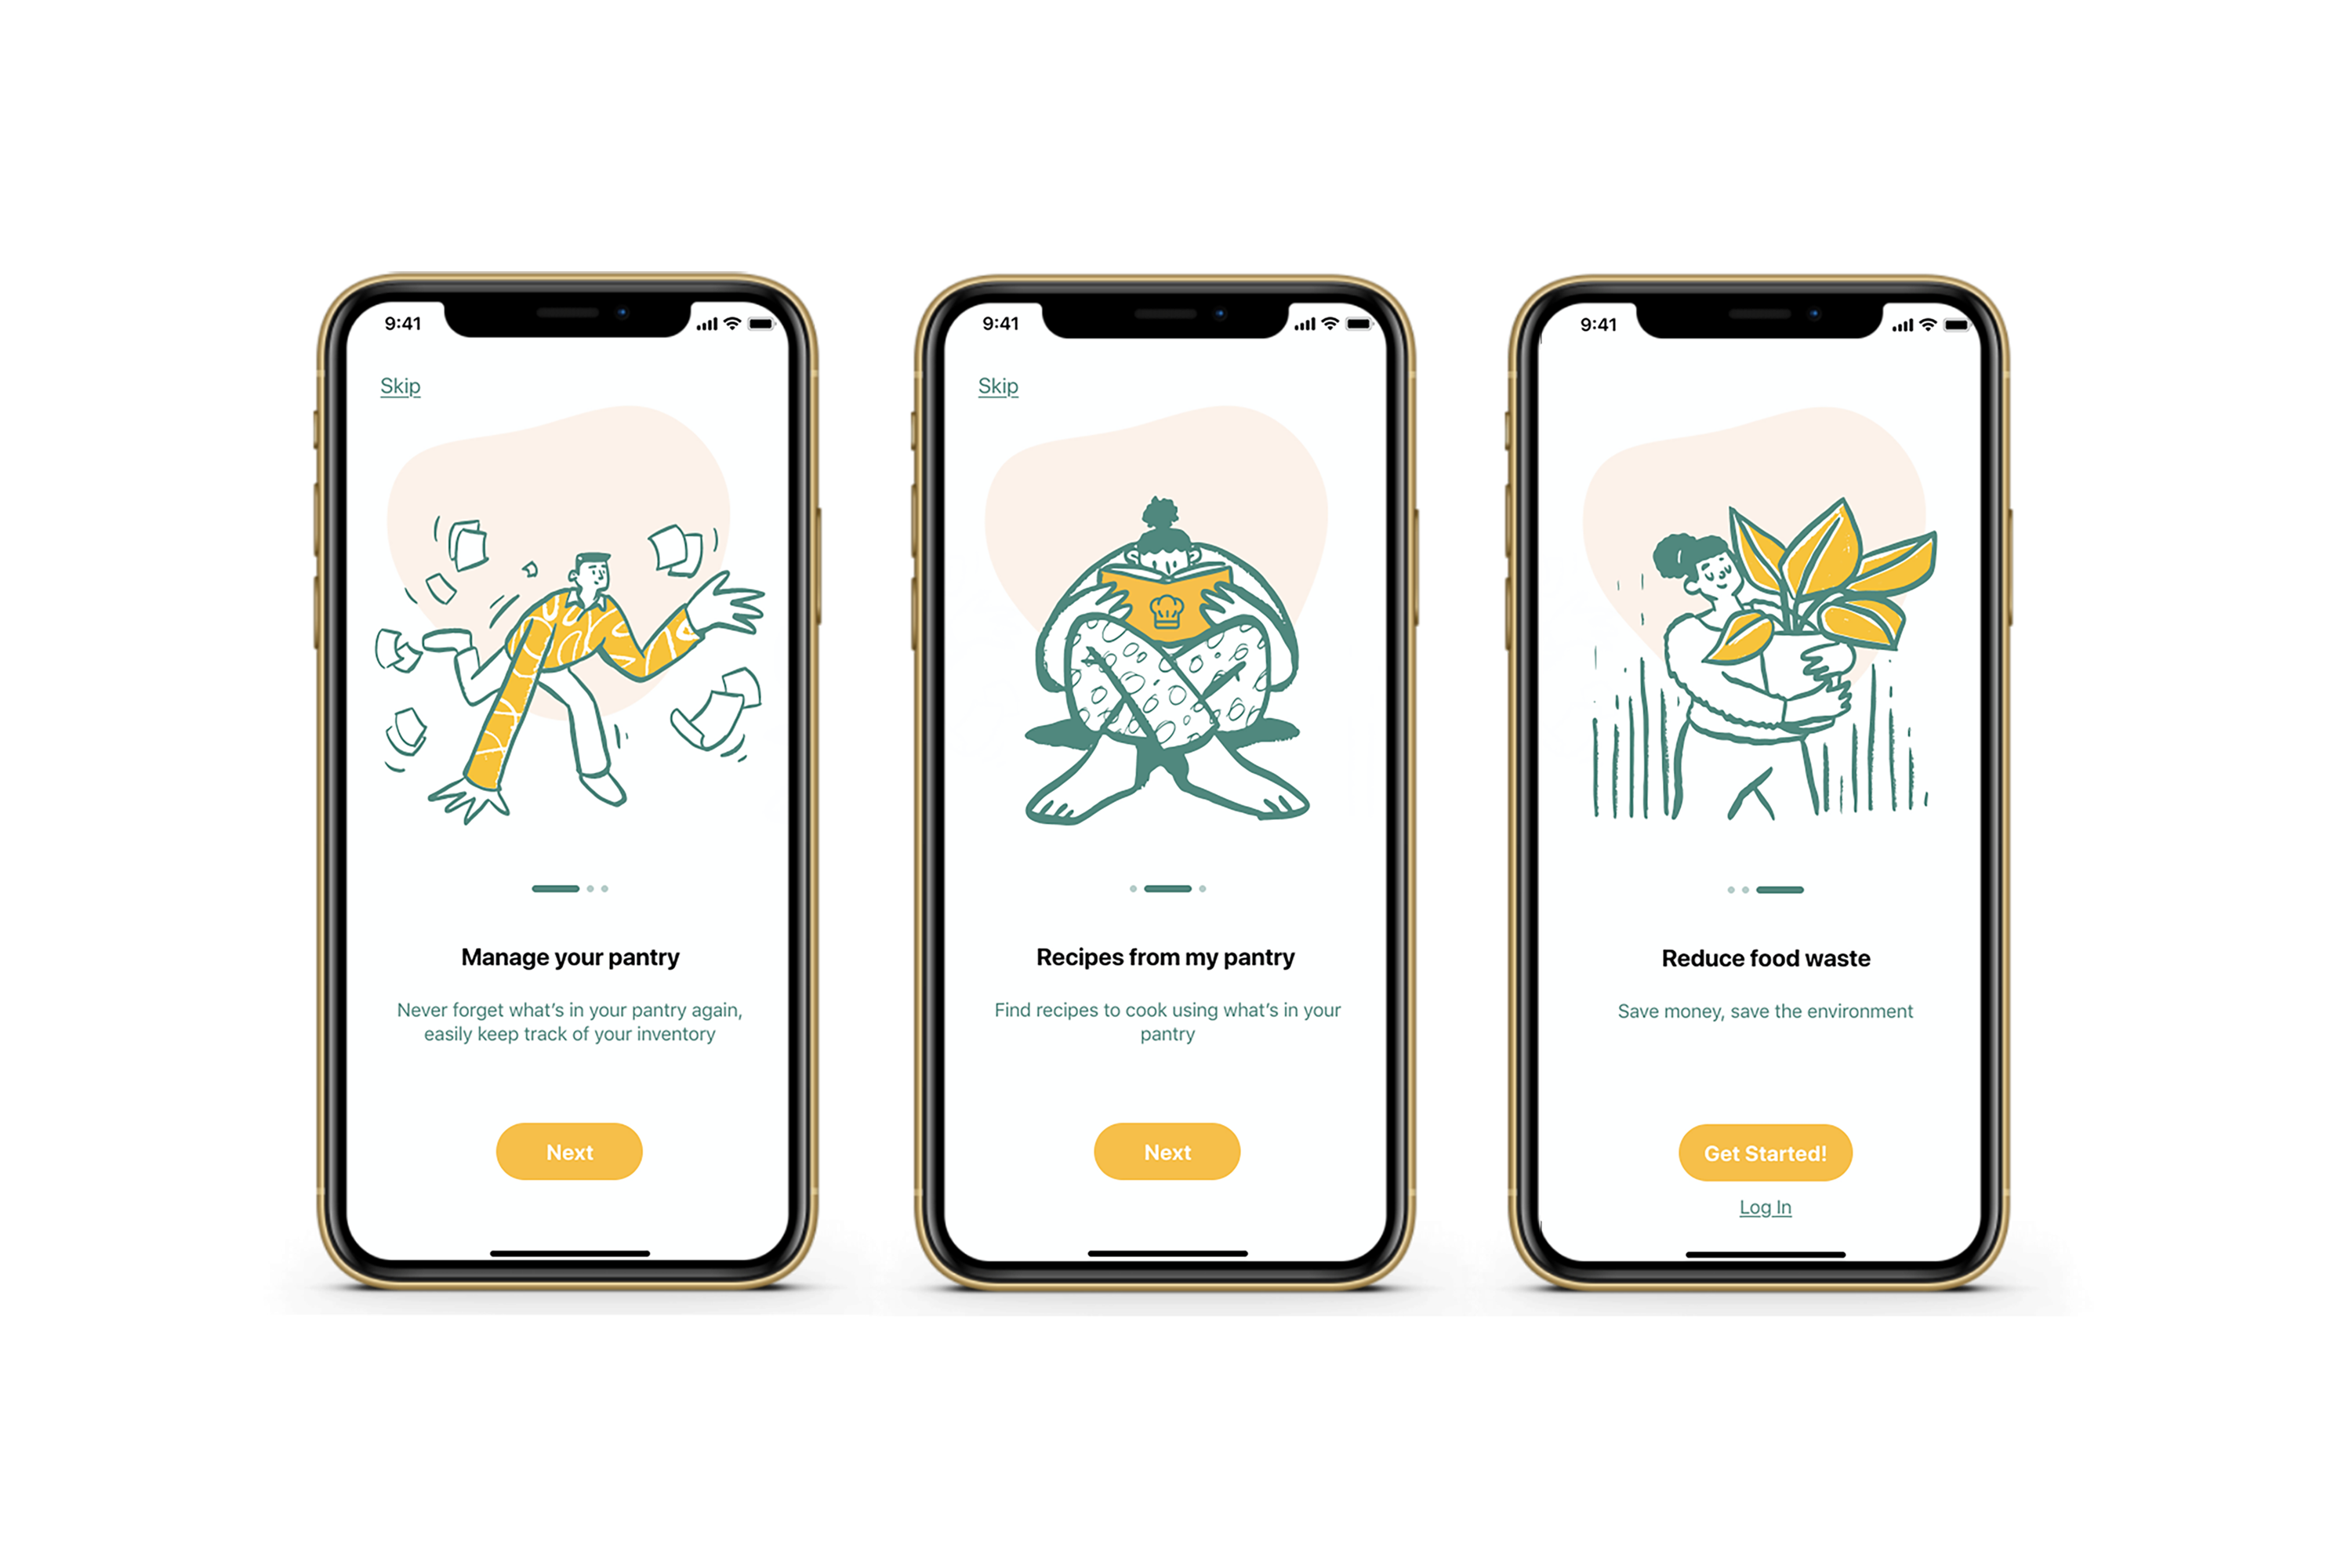 9:41
Skip
Manage your pantry
Never forget what's in your pantry again,
easily keep track of your inventory
Next
9:41
Skip
Recipes from my pantry
Find recipes to cook using what's in your
pantry
Next
9:41
Reduce food waste
Save money, save the environment
Get Started!
Log In